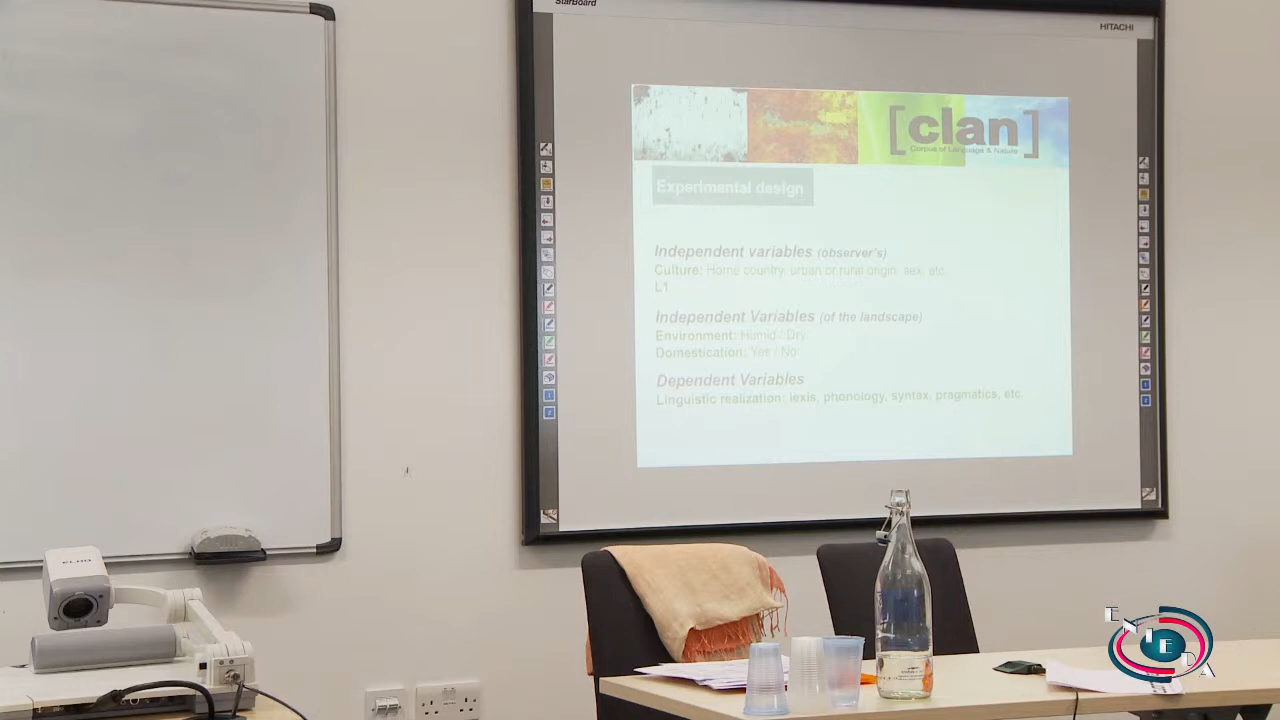 StarBoard
HITACHI
[clan]
Corpus of Language & Nature
Experimental design
Independent variables (observer's)
Culture: Home country, urban or rural origin, sex, etc
L1
Independent Variables (of the landscape)
Environment: Humid / Dry
Domestication: Yes / No
Dependent Variables
Linguistic realization: lexis, phonology, syntax, pragmatics, etc.
ELMO
ENIEDA